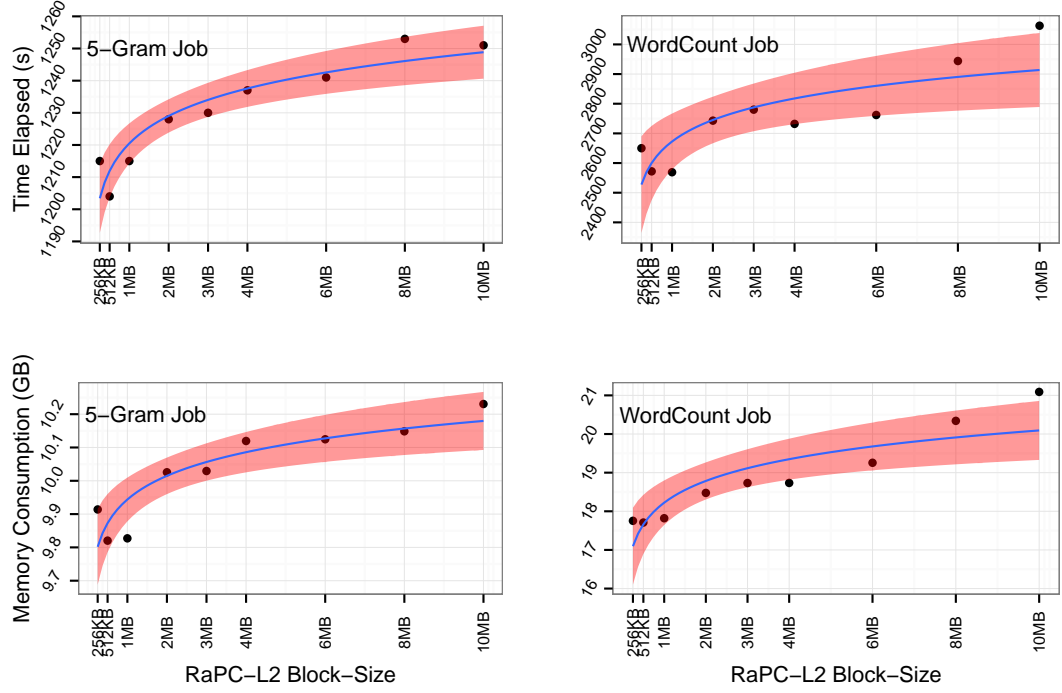 Time Elapsed (s)
1190 1200 1210 1220 1230 1240 1250 1260
5−Gram Job
256KB 512KB 1MB 2MB 3MB 4MB 6MB 8MB 10MB
2400 2500 2600 2700 2800 2900 3000
WordCount Job
256KB 512KB 1MB 2MB 3MB 4MB 6MB 8MB 10MB
Memory Consumption (GB)
9.7 9.8 9.9 10.0 10.1 10.2
5−Gram Job
256KB 512KB 1MB 2MB 3MB 4MB 6MB 8MB 10MB
RaPC−L2 Block−Size
16 17 18 19 20 21
WordCount Job
256KB 512KB 1MB 2MB 3MB 4MB 6MB 8MB 10MB
RaPC−L2 Block−Size